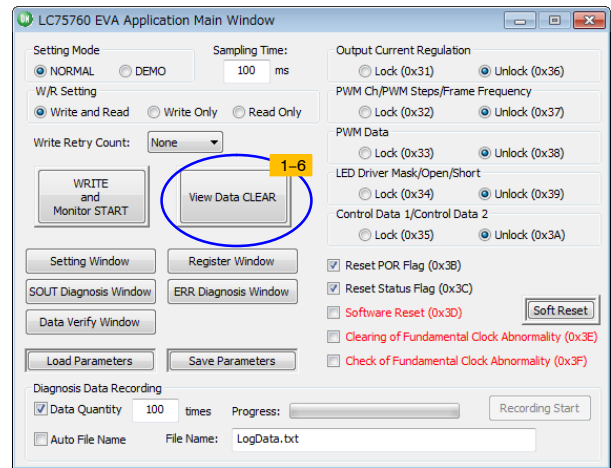 LC75760 EVA Application Main Window
Setting Mode
Sampling Time:
NORMAL
DEMO
100 ms
W/R Setting
Write and Read
Write Only
Read Only
Write Retry Count:
None
1–6
WRITE
and
Monitor START
View Data CLEAR
Setting Window
Register Window
SOUT Diagnosis Window
ERR Diagnosis Window
Data Verify Window
Load Parameters
Save Parameters
Output Current Regulation
Lock (0x31)
Unlock (0x36)
PWM Ch/PWM Steps/Frame Frequency
Lock (0x32)
Unlock (0x37)
PWM Data
Lock (0x33)
Unlock (0x38)
LED Driver Mask/Open/Short
Lock (0x34)
Unlock (0x39)
Control Data 1/Control Data 2
Lock (0x35)
Unlock (0x3A)
Reset POR Flag (0x3B)
Reset Status Flag (0x3C)
Software Reset (0x3D)
Soft Reset
Clearing of Fundamental Clock Abnormality (0x3E)
Check of Fundamental Clock Abnormality (0x3F)
Diagnosis Data Recording
Data Quantity
100 times
Progress:
Recording Start
Auto File Name
File Name:
LogData.txt